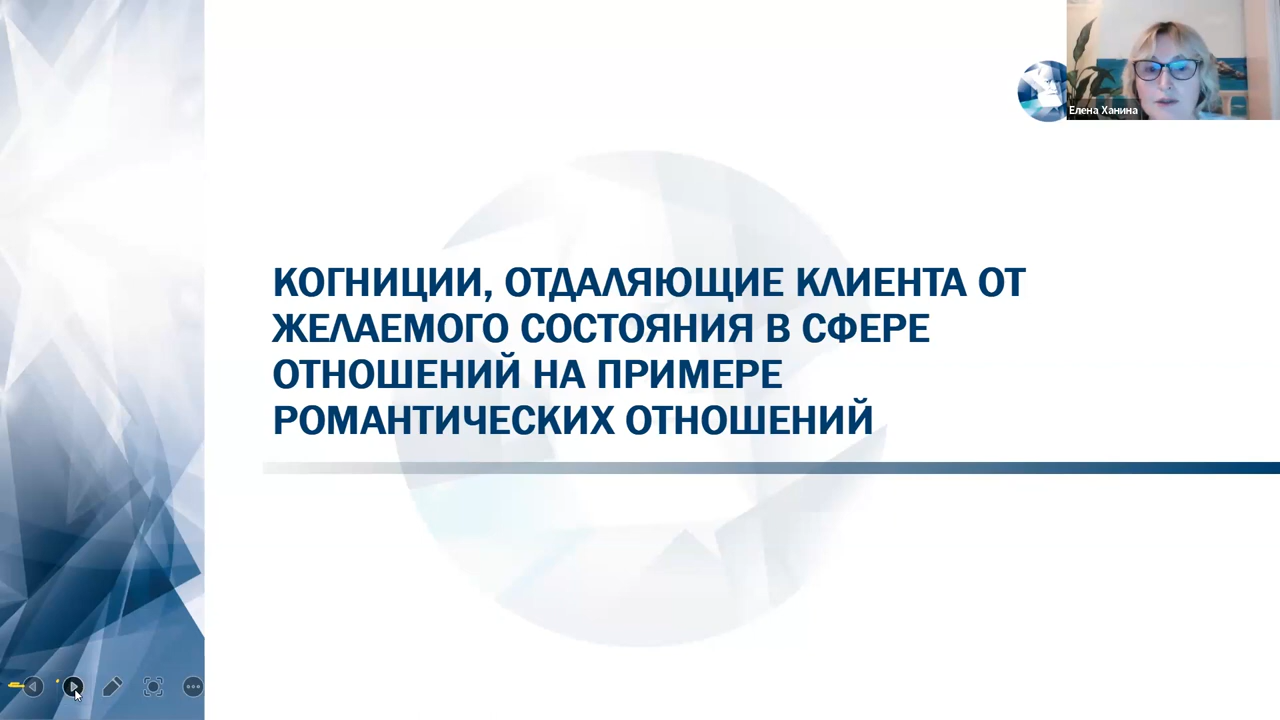 Елена Ханина
КОГНИЦИИ, ОТДАЛЯЮЩИЕ КЛИЕНТА ОТ
ЖЕЛАЕМОГО СОСТОЯНИЯ В СФЕРЕ
ОТНОШЕНИЙ НА ПРИМЕРЕ
РОМАНТИЧЕСКИХ ОТНОШЕНИЙ